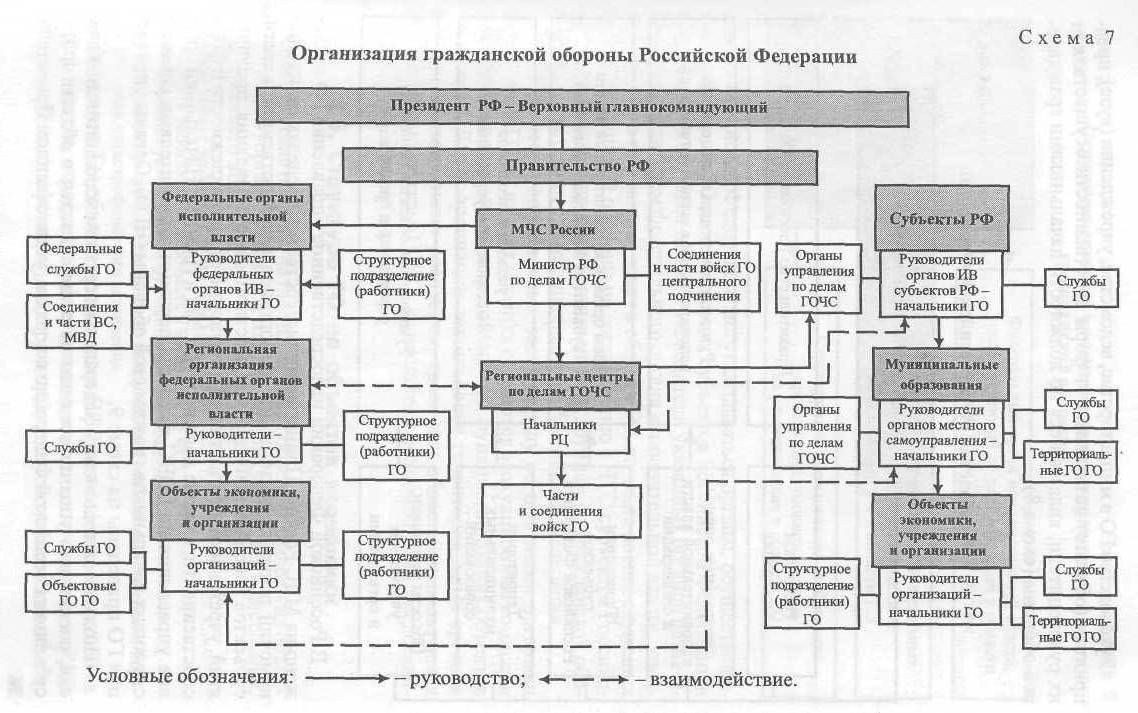 Схема 7
Организация гражданской обороны Российской Федерации
Президент РФ – Верховный главнокомандующий
Правительство РФ
Федеральные органы
исполнительной
власти
Руководители
федеральных
органов ИВ –
начальники ГО
Федеральные
службы ГО
Соединения
и части ВС,
МВД
Структурное
подразделение
(работники)
ГО
Региональная
организация
федеральных органов
исполнительной
власти
Руководители –
начальники ГО
Службы ГО
Структурное
подразделение
(работники)
ГО
Объекты экономики,
учреждения
и организации
Руководители
организаций –
начальники ГО
Службы ГО
Объектовые
ГО ГО
Структурное
подразделение
(работники)
ГО
МЧС России
Министр РФ
по делам ГОЧС
Соединения
и части войск ГО
центрального
подчинения
Региональные центры
по делам ГОЧС
Начальники
РЦ
Части
и соединения
войск ГО
Субъекты РФ
Руководители
органов ИВ
субъектов РФ –
начальники ГО
Органы
управления
по делам
ГОЧС
Службы
ГО
Муниципальные
образования
Руководители
органов местного
самоуправления –
начальники ГО
Органы
управления
по делам
ГОЧС
Службы
ГО
Территориаль-
ные ГО ГО
Объекты
экономики,
учреждения
и организации
Руководители
организаций –
начальники ГО
Структурное
подразделение
(работники)
ГО
Службы
ГО
Территориаль-
ные ГО ГО
Условные обозначения: – руководство; – взаимодействие.